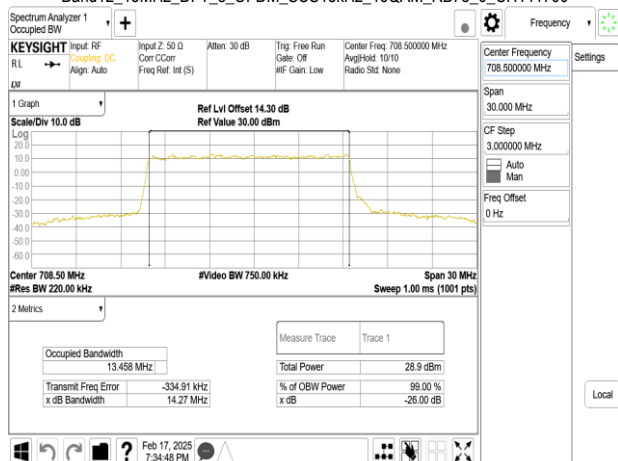 Spectrum Analyzer 1
Occupied BW
Frequency
KEYSIGHT
Input: RF
Coupling: DC
Align: Auto
Input Z: 50 Ω
Corr CCorr
Freq Ref: Int (S)
Atten: 30 dB
Trig: Free Run
Gate: Off
#IF Gain: Low
Center Freq: 708.500000 MHz
Avg|Hold: 10/10
Radio Std: None
RL
LXI
Center Frequency
708.500000 MHz
Settings
Span
30.000 MHz
CF Step
3.000000 MHz
Auto
Man
Freq Offset
0 Hz
Local
1 Graph
Ref Lvl Offset 14.30 dB
Scale/Div 10.0 dB
Ref Value 30.00 dBm
Log
20.0
10.0
0.00
-10.0
-20.0
-30.0
-40.0
-50.0
-60.0
Center 708.50 MHz
#Video BW 750.00 kHz
Span 30 MHz
#Res BW 220.00 kHz
Sweep 1.00 ms (1001 pts)
2 Metrics
Measure Trace
Trace 1
Occupied Bandwidth
13.458 MHz
Total Power
28.9 dBm
Transmit Freq Error
-334.91 kHz
% of OBW Power
99.00 %
x dB Bandwidth
14.27 MHz
x dB
-26.00 dB
Feb 17, 2025
7:34:48 PM